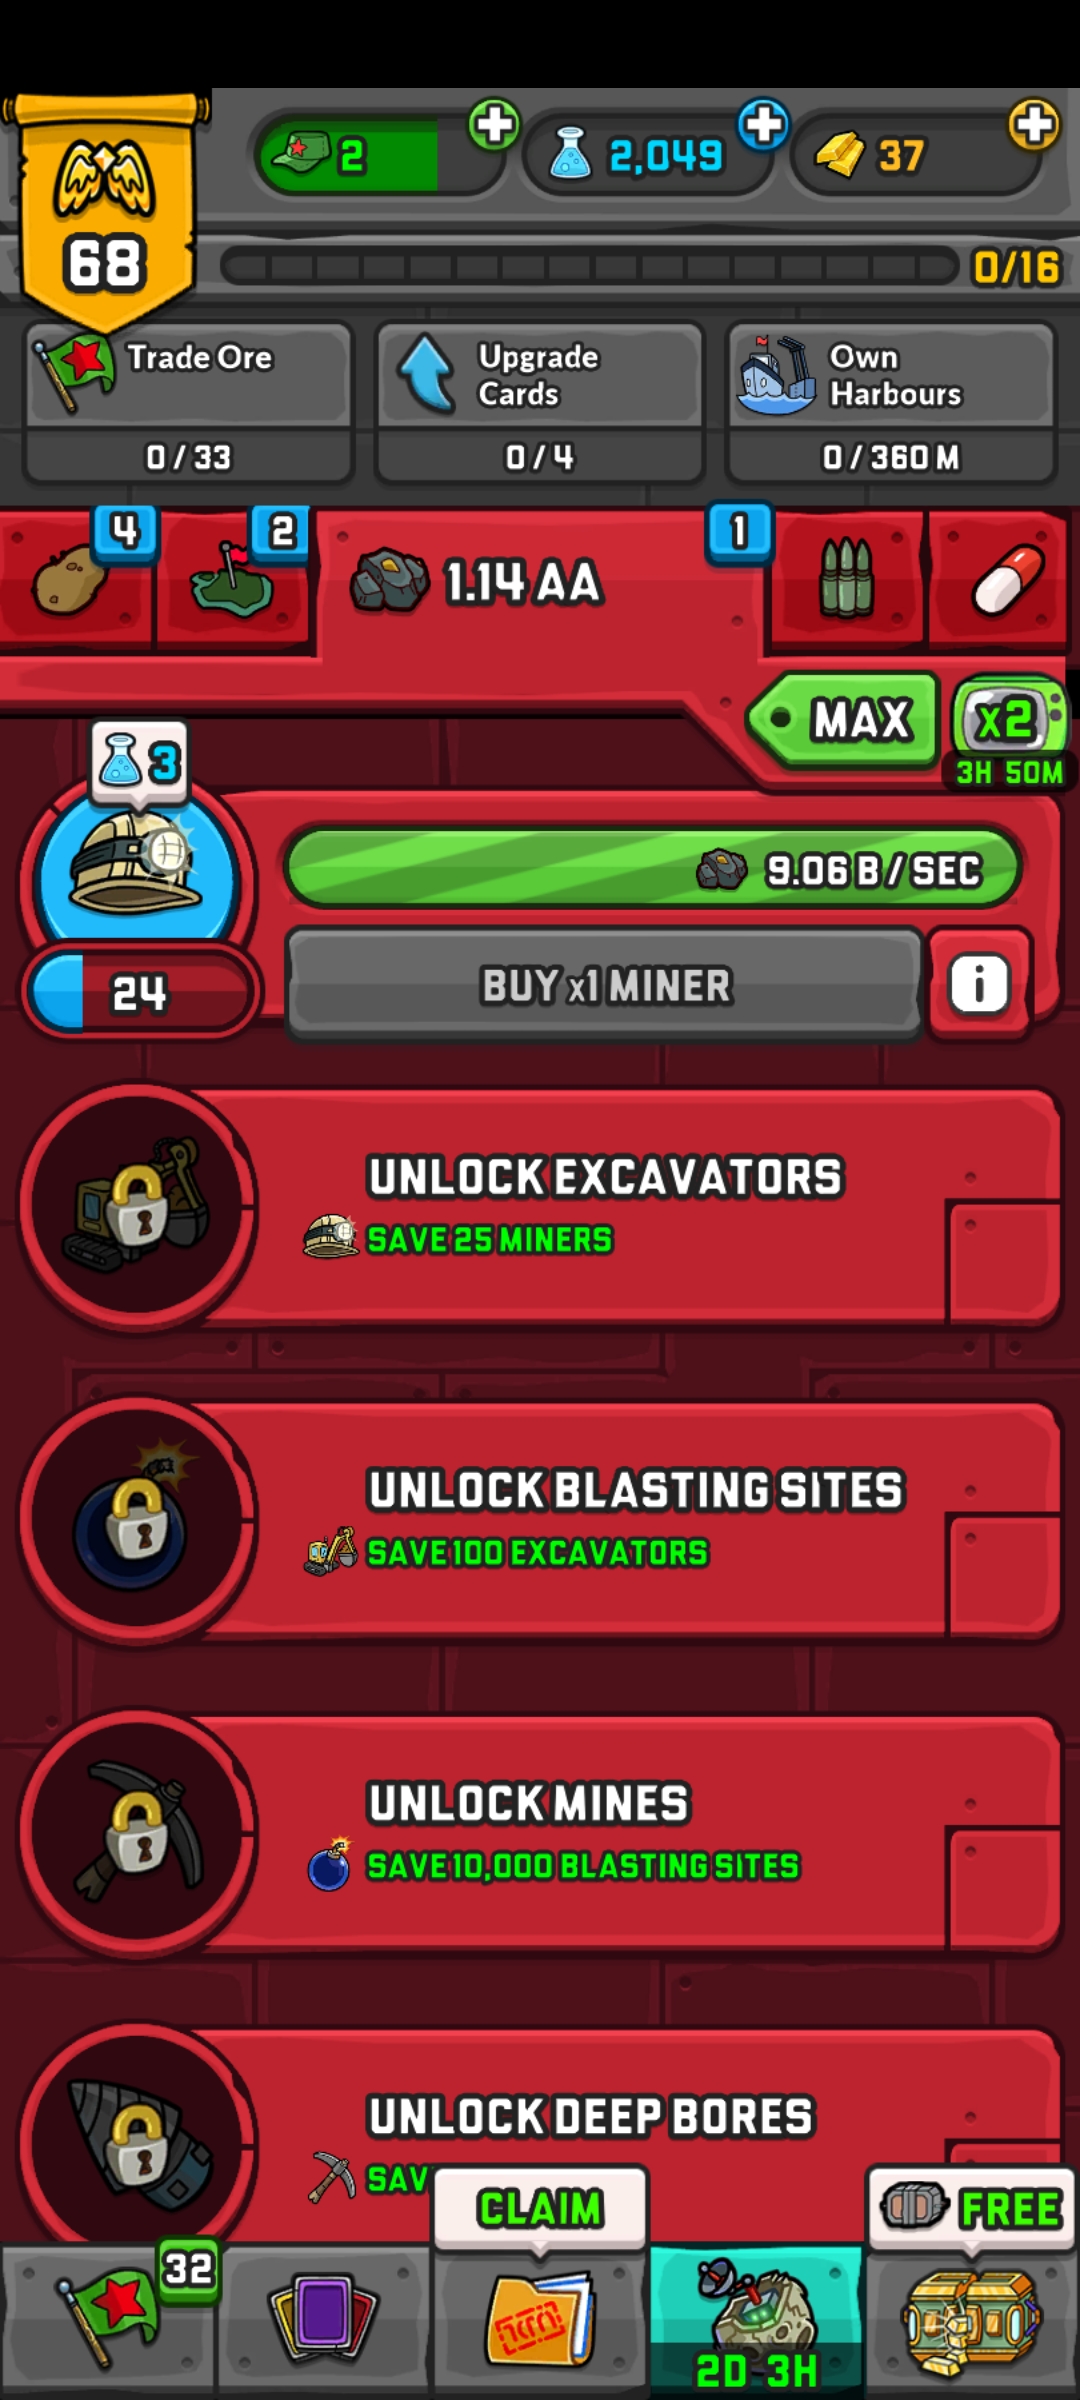 2
2,049
37
68
0/16
Trade Ore
0/33
Upgrade
Cards
0/4
Own
Harbours
0/360 M
4
2
1.14 AA
1
MAX
x2
3H 50M
3
9.06 B / SEC
24
BUY x1 MINER
i
UNLOCK EXCAVATORS
SAVE 25 MINERS
UNLOCK BLASTING SITES
SAVE 100 EXCAVATORS
UNLOCK MINES
SAVE 10,000 BLASTING SITES
UNLOCK DEEP BORES
CLAIM
FREE
32
2D 3H